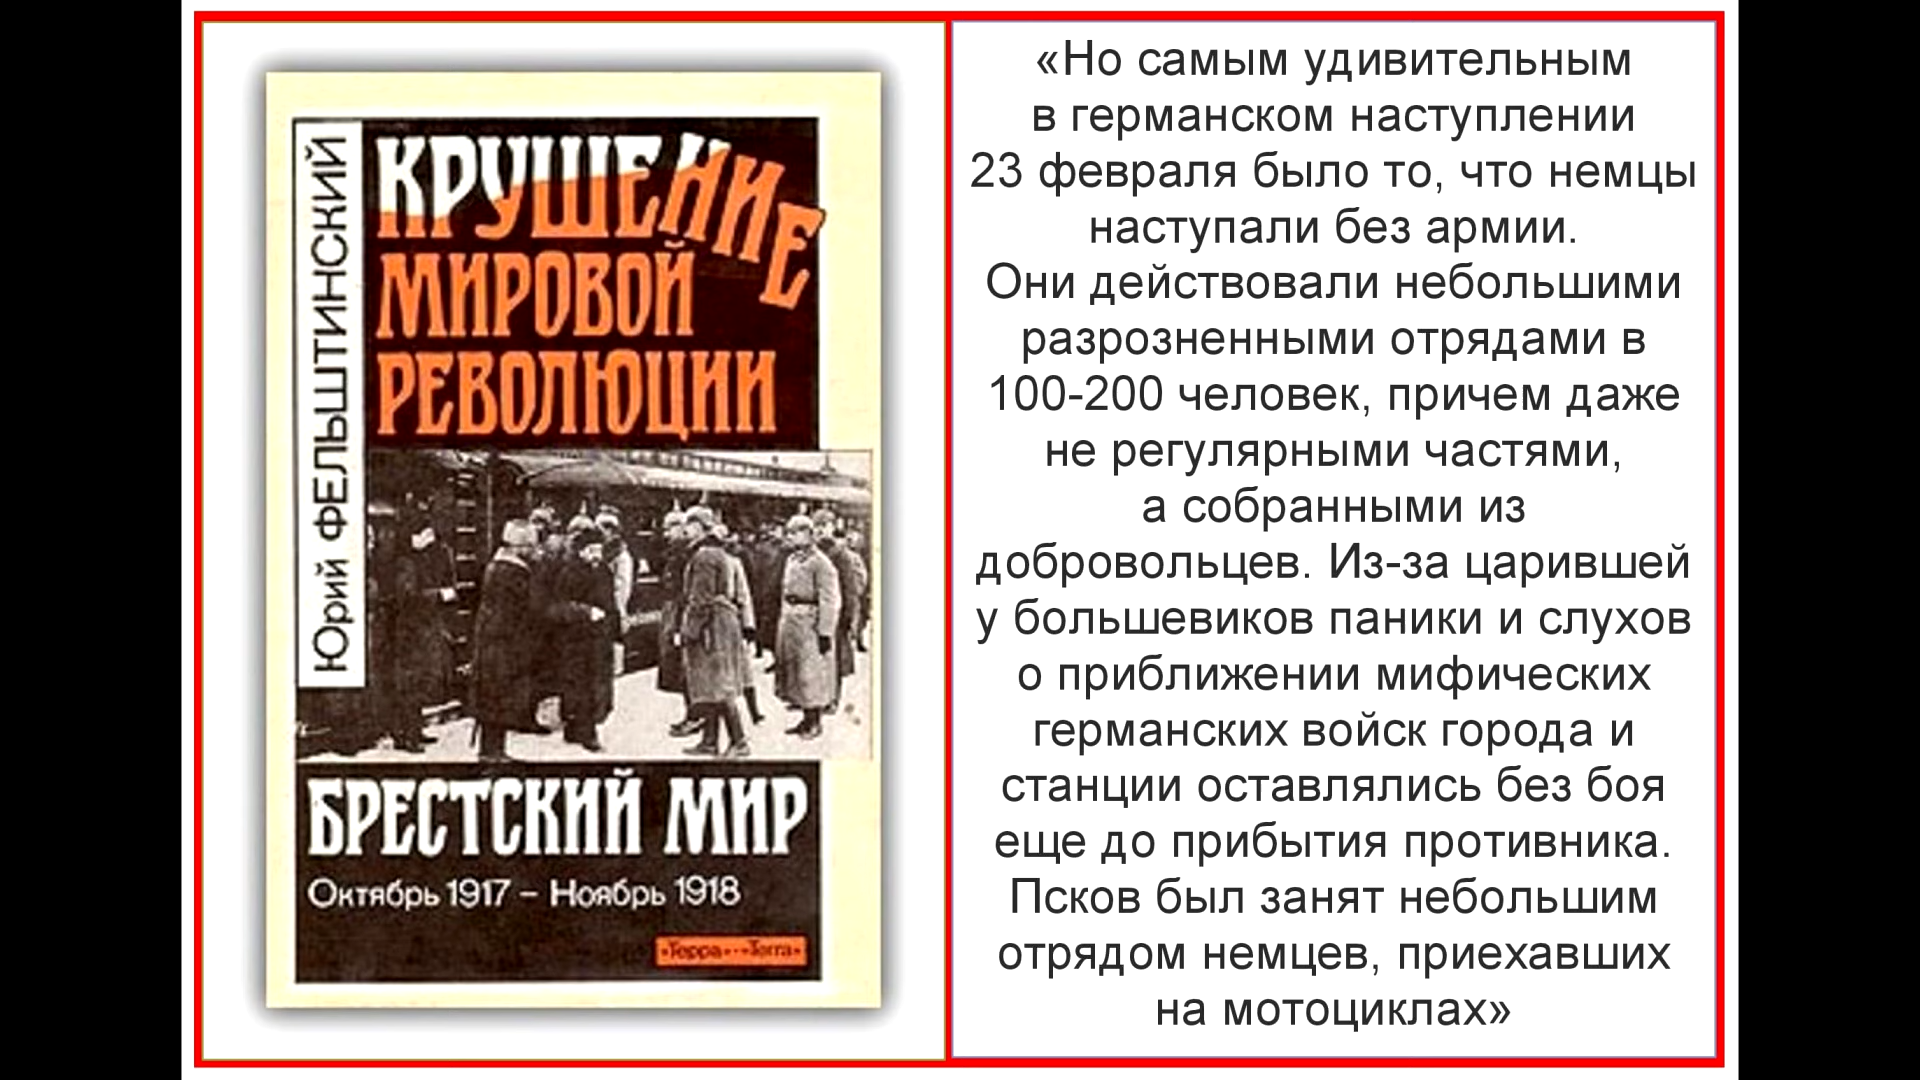 Юрий ФЕЛЬШТИНСКИЙ
КРУШЕНИЕ
МИРОВОЙ
РЕВОЛЮЦИИ
БРЕСТСКИЙ МИР
Октябрь 1917 – Ноябрь 1918
«Терра»–«Terra»
«Но самым удивительным
в германском наступлении
23 февраля было то, что немцы
наступали без армии.
Они действовали небольшими
разрозненными отрядами в
100-200 человек, причем даже
не регулярными частями,
а собранными из
добровольцев. Из-за царившей
у большевиков паники и слухов
о приближении мифических
германских войск города и
станции оставлялись без боя
еще до прибытия противника.
Псков был занят небольшим
отрядом немцев, приехавших
на мотоциклах»